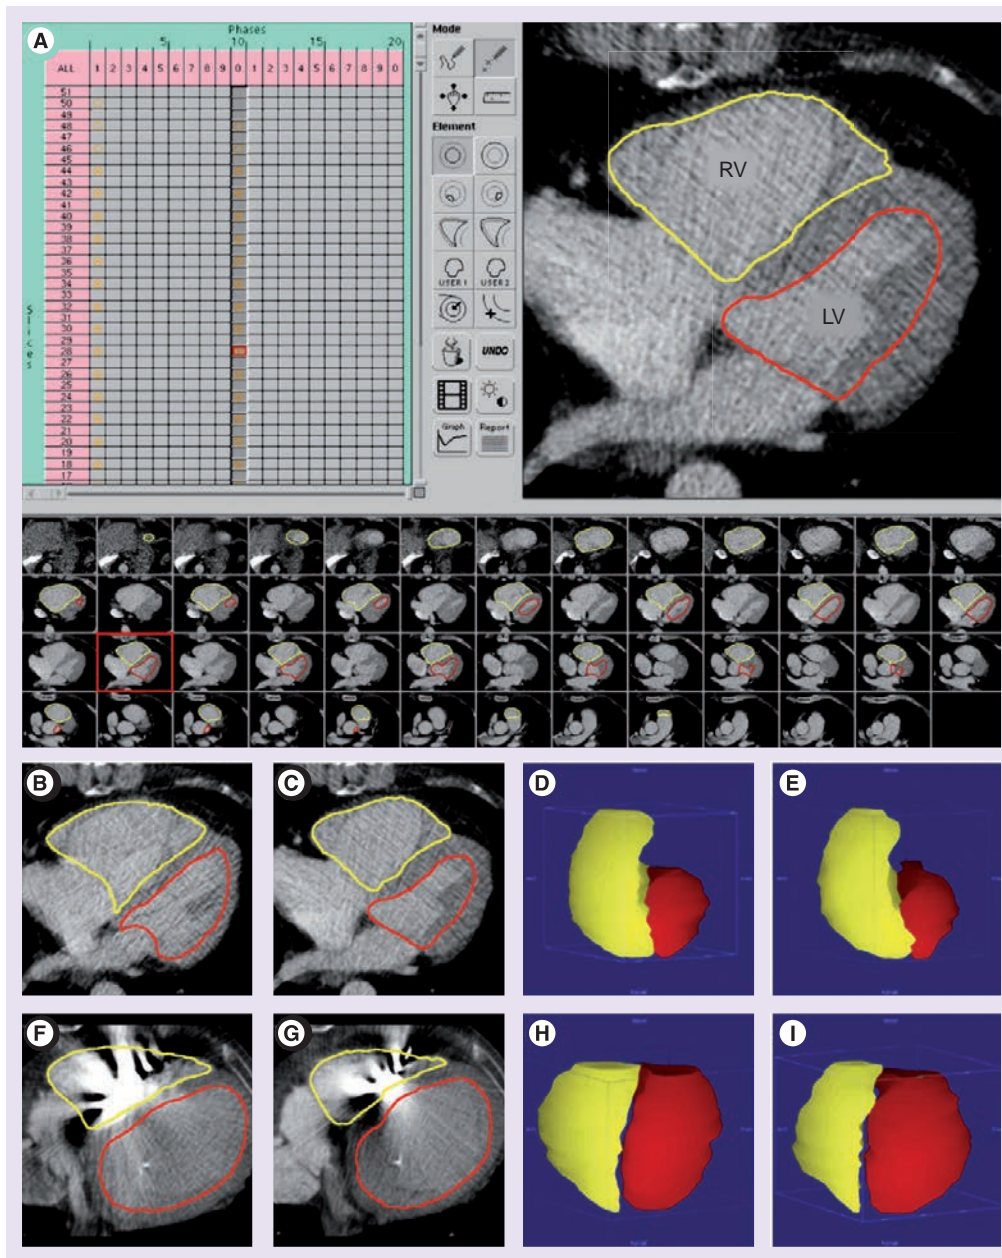 A
Phases
5 10 15 20
ALL 1 2 3 4 5 6 7 8 9 0 1 2 3 4 5 6 7 8 9 0
51
50
49
48
47
46
45
44
43
42
41
40
39
38
37
36
35
34
33
32
31
30
29
28
27
26
25
24
23
22
21
20
19
18
17
Slices
Mode
Element
USER 1 USER 2
UNDO
Graph Report
RV
LV
B
C
D
E
F
G
H
I